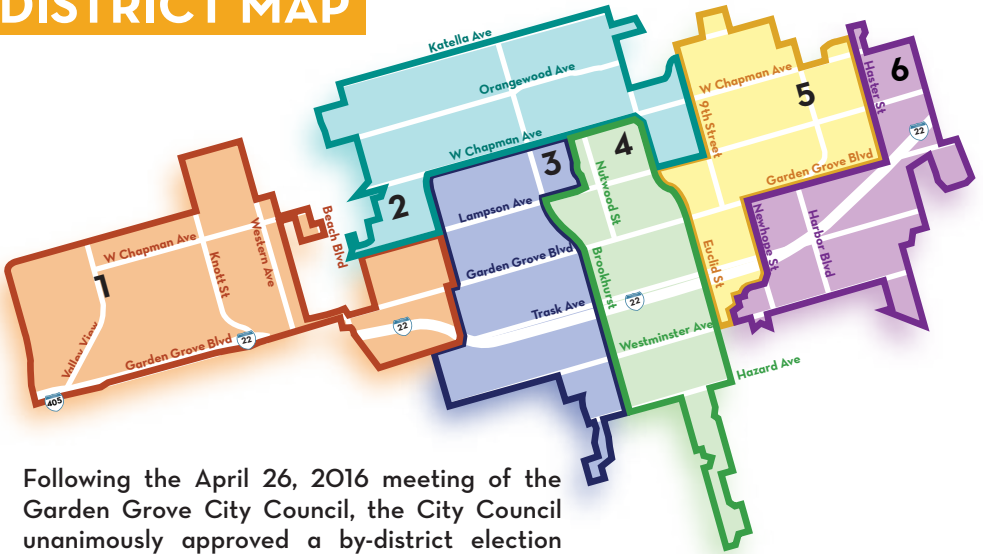 DISTRICT MAP
Katella Ave
Orangewood Ave
W Chapman Ave
2
Beach Blvd
W Chapman Ave
1
Western Ave
Knott St
Valley View
Garden Grove Blvd
22
405
22
3
Lampson Ave
Garden Grove Blvd
Trask Ave
4
Nutwood St
Brookhurst
22
Westminster Ave
Hazard Ave
W Chapman Ave
5
9th Street
Garden Grove Blvd
Euclid St
6
Haster St
22
Newhope St
Harbor Blvd
Following the April 26, 2016 meeting of the
Garden Grove City Council, the City Council
unanimously approved a by-district election